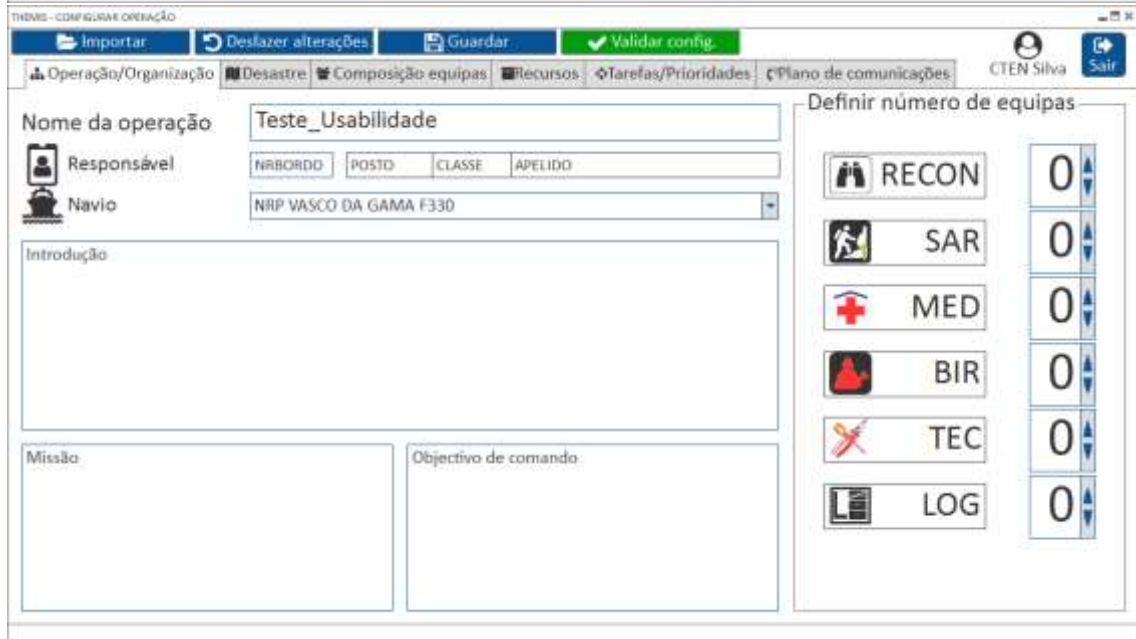 THEMIS - CONFIGURAR OPERAÇÃO
Importar
Desfazer alterações
Guardar
Validar config.
CTEN Silva
Sair
Operação/Organização
Desastre
Composição equipas
Recursos
Tarefas/Prioridades
Plano de comunicações
Nome da operação
Teste_Usabilidade
Responsável
NRBORDO
POSTO
CLASSE
APELIDO
Navio
NRP VASCO DA GAMA F330
Introdução
Missão
Objectivo de comando
Definir número de equipas
RECON 0
SAR 0
MED 0
BIR 0
TEC 0
LOG 0